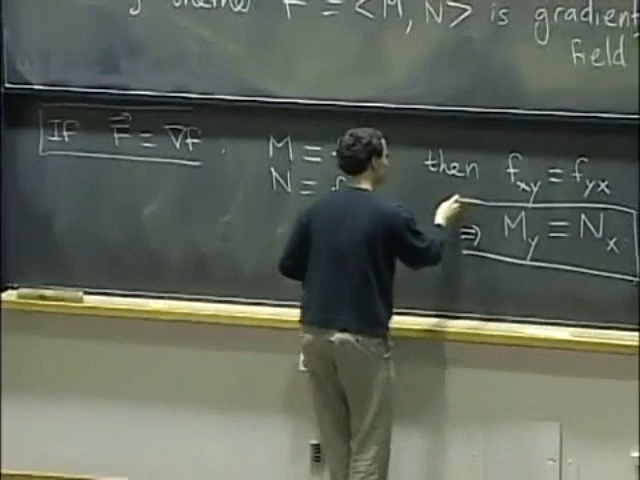 F = <M, N> is gradient
field
If F⃗ = ∇f , M =
N = f
then f_xy = f_yx
⇒ M_y = N_x